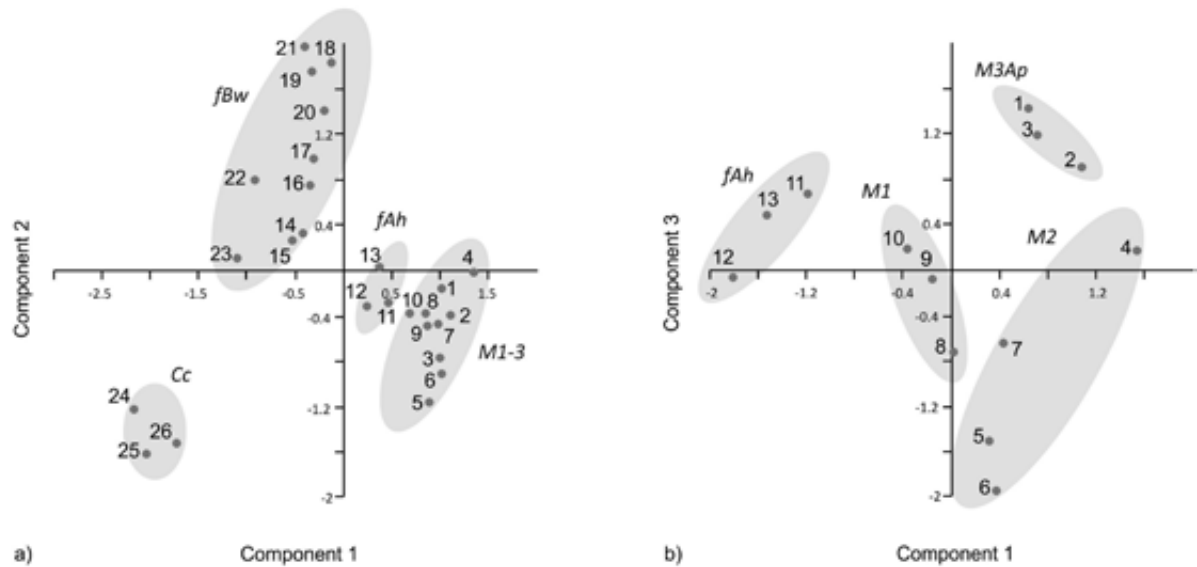 21 18
19
fBw
20
1.2
17
22 16
0.4
14
23 15
fAh
13 4
-2.5 -1.5 -0.5 0.5 1.5
12 1
11 10 8 2
-0.4
9 7
3 M1-3
6
5
-1.2
Cc
24
26
25
-2
Component 2
a) Component 1
M3Ap
1
3
1.2
2
fAh
11
13
M1
0.4
M2
10
9
4
12
-2 -1.2 -0.4 0.4 1.2
-0.4
8 7
-1.2
5
6
-2
Component 3
b) Component 1